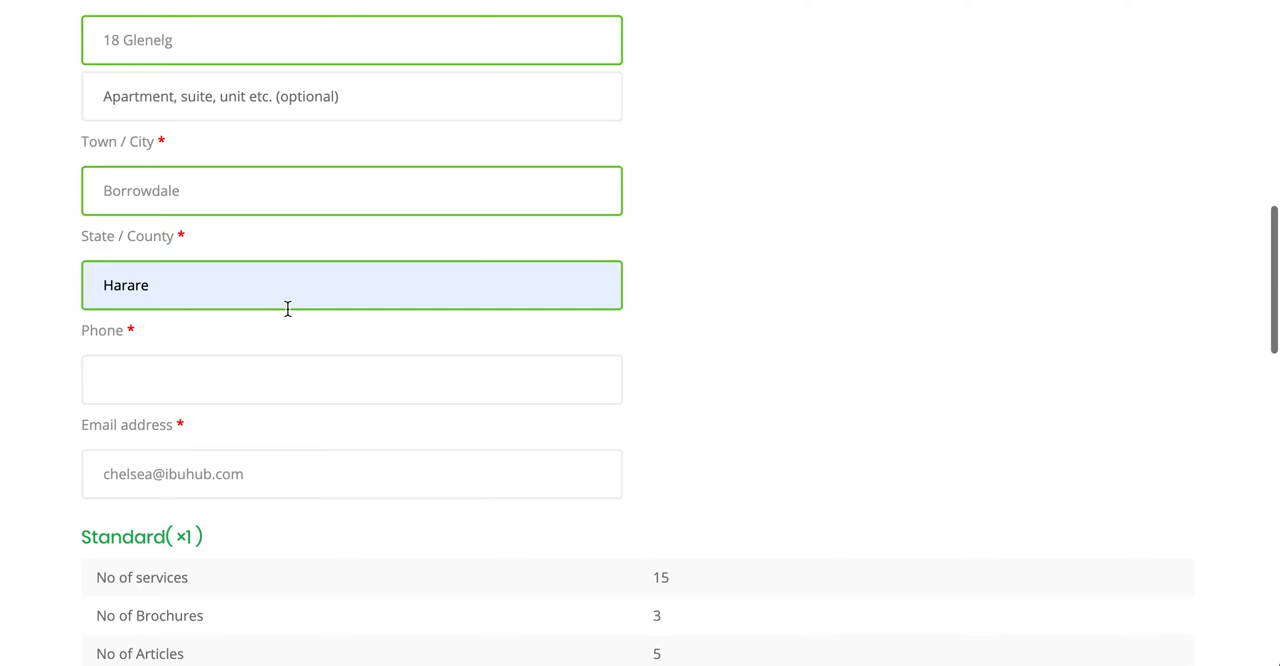 18 Glenelg
Apartment, suite, unit etc. (optional)
Town / City *
Borrowdale
State / County *
Harare
Phone *
Email address *
chelsea@ibuhub.com
Standard( ×1 )
No of services 15
No of Brochures 3
No of Articles 5